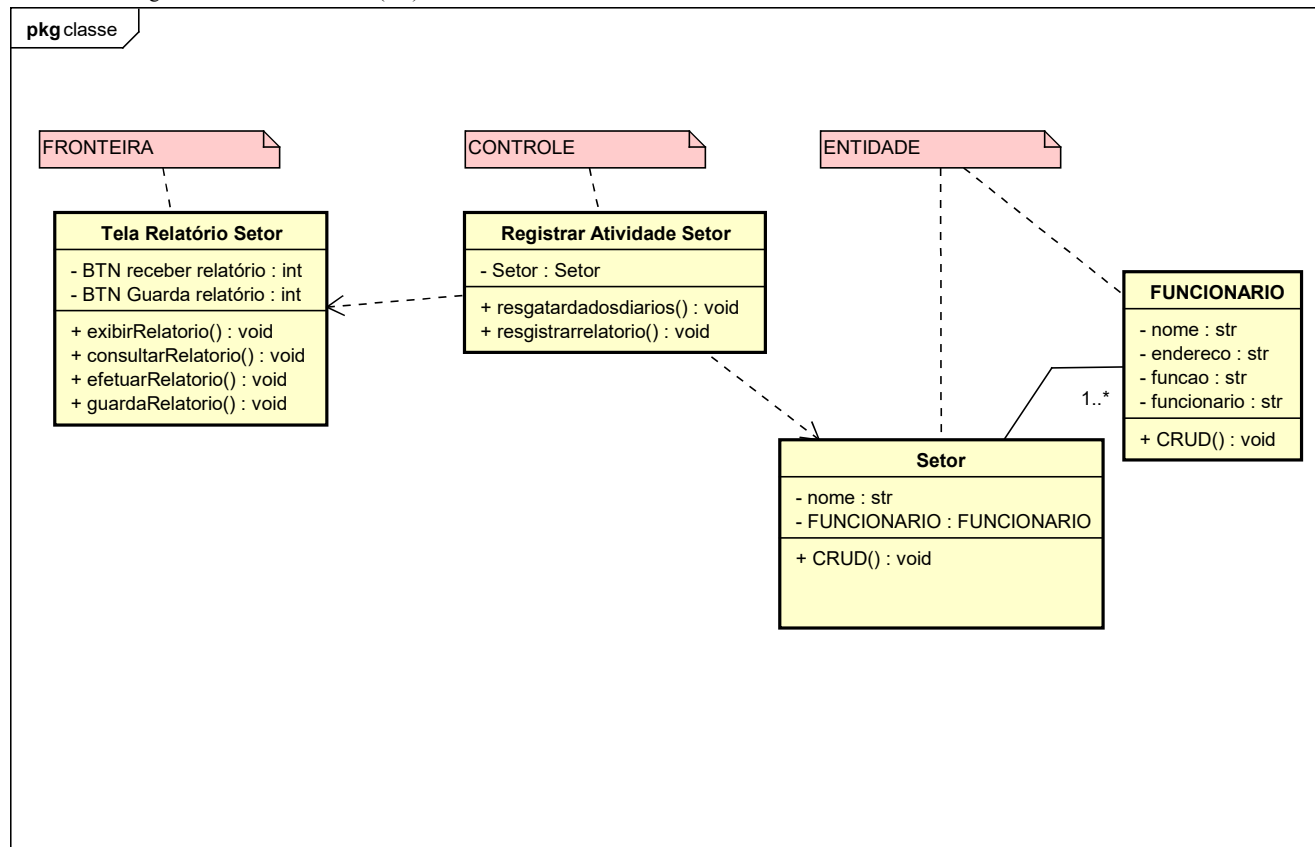 pkg classe
FRONTEIRA
CONTROLE
ENTIDADE
Tela Relatório Setor
- BTN receber relatório : int
- BTN Guarda relatório : int
+ exibirRelatorio() : void
+ consultarRelatorio() : void
+ efetuarRelatorio() : void
+ guardaRelatorio() : void
Registrar Atividade Setor
- Setor : Setor
+ resgatardadosdiarios() : void
+ resgistrarrelatorio() : void
FUNCIONARIO
- nome : str
- endereco : str
- funcao : str
- funcionario : str
+ CRUD() : void
1..*
Setor
- nome : str
- FUNCIONARIO : FUNCIONARIO
+ CRUD() : void